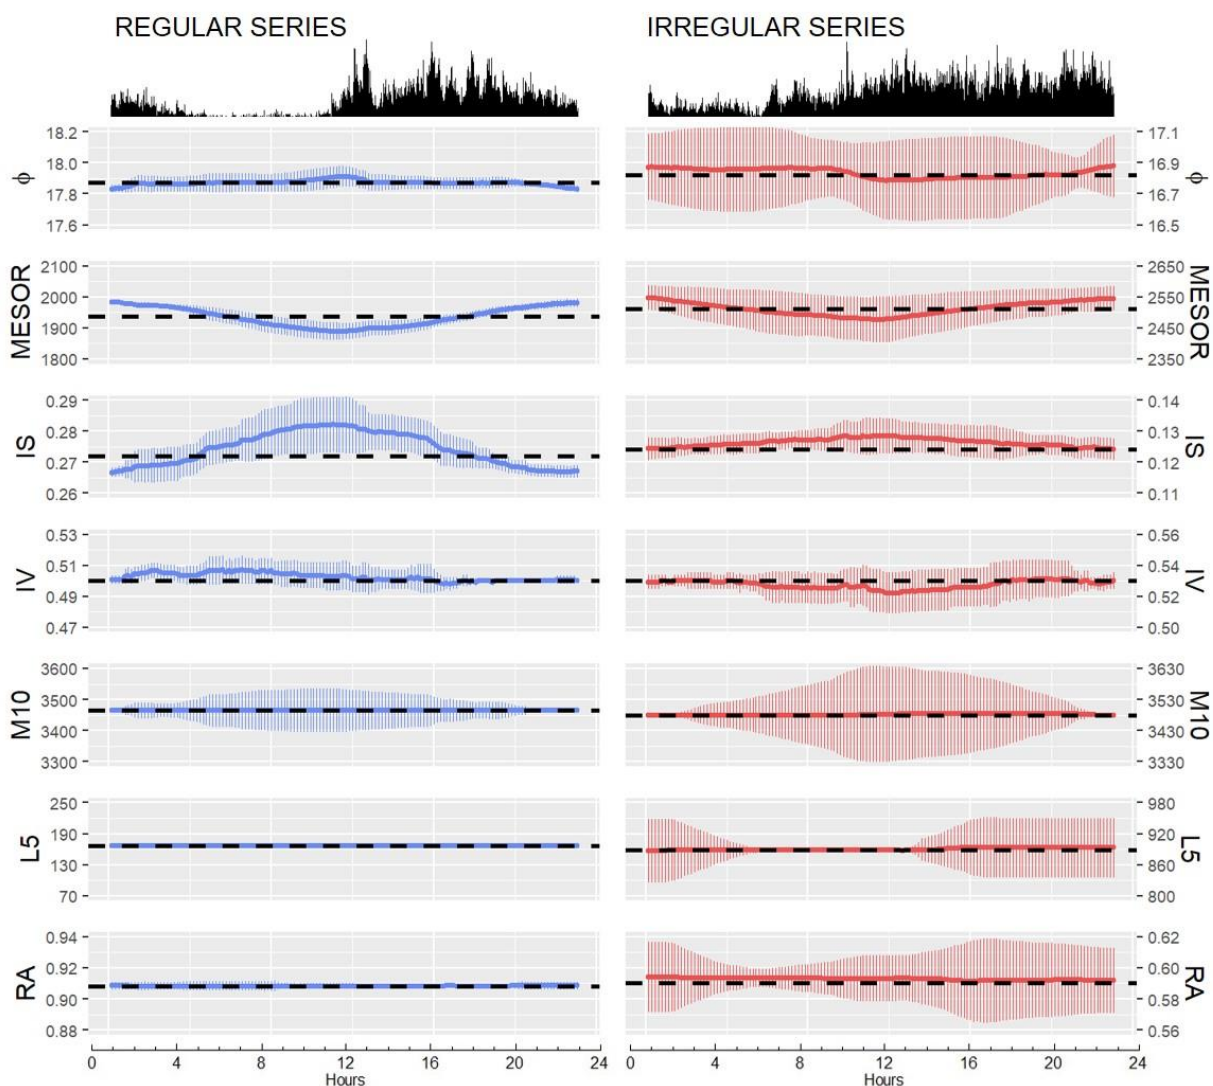 REGULAR SERIES IRREGULAR SERIES
18.2 17.1
18.0 16.9
ϕ ϕ
17.8 16.7
17.6 16.5
2100 2650
2000 2550
MESOR MESOR
1900 2450
1800 2350
0.29 0.14
0.28 0.13
IS IS
0.27 0.12
0.26 0.11
0.53 0.56
0.51 0.54
IV IV
0.49 0.52
0.47 0.50
3600 3630
3500 3530
M10 M10
3400 3430
3300 3330
250 980
190 920
L5 L5
130 860
70 800
0.94 0.62
0.92 0.60
RA RA
0.90 0.58
0.88 0.56
0 4 8 12 16 20 24 0 4 8 12 16 20 24
Hours Hours